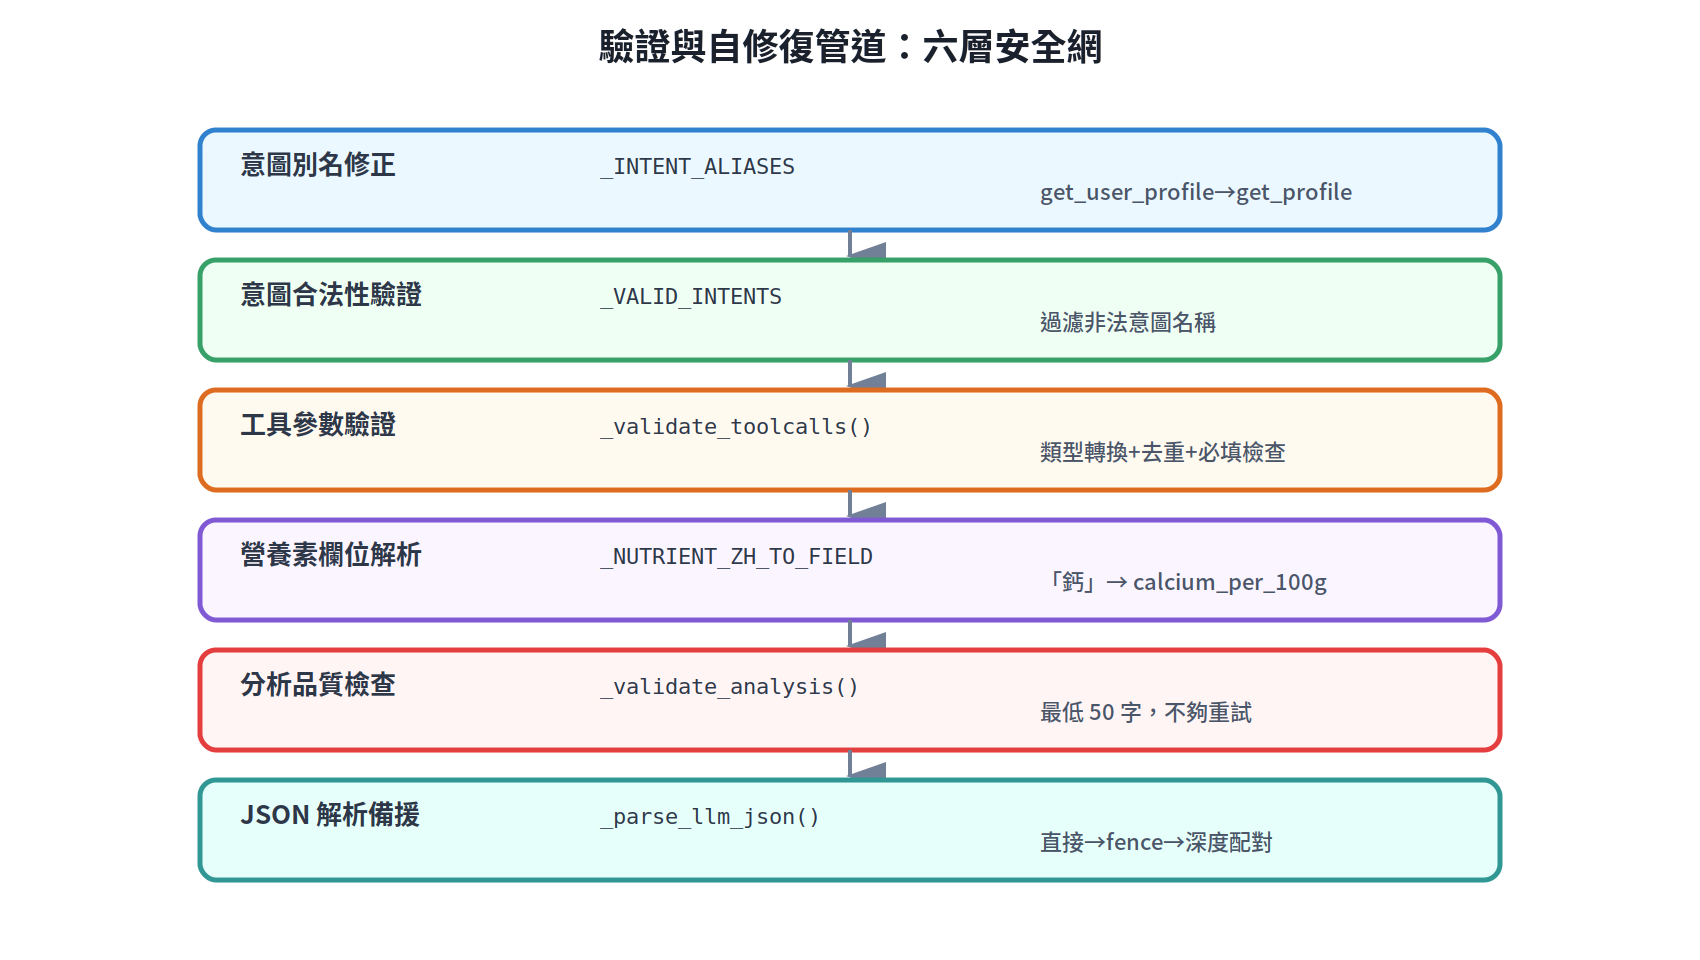 驗證與自修復管道：六層安全網
意圖別名修正
_INTENT_ALIASES
get_user_profile→get_profile
意圖合法性驗證
_VALID_INTENTS
過濾非法意圖名稱
工具參數驗證
_validate_toolcalls()
類型轉換+去重+必填檢查
營養素欄位解析
_NUTRIENT_ZH_TO_FIELD
「鈣」→ calcium_per_100g
分析品質檢查
_validate_analysis()
最低 50 字，不夠重試
JSON 解析備援
_parse_llm_json()
直接→fence→深度配對